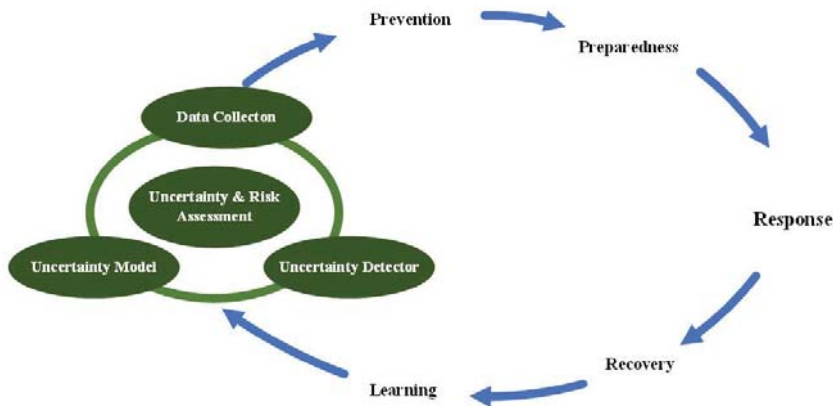 Prevention
Preparedness
Data Collecton
Uncertainty & Risk
Assessment
Response
Uncertainty Model
Uncertainty Detector
Recovery
Learning